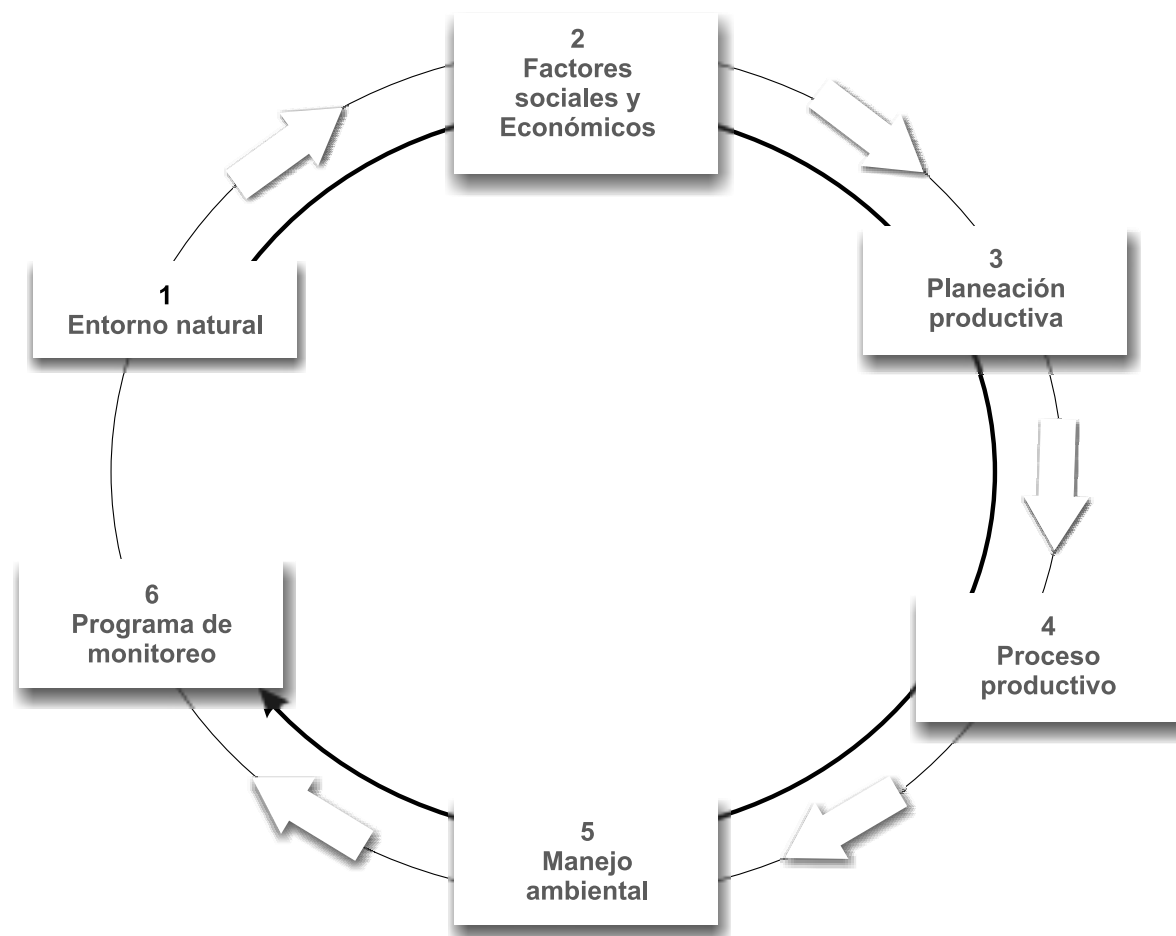 1
Entorno natural
2
Factores
sociales y
Económicos
3
Planeación
productiva
4
Proceso
productivo
5
Manejo
ambiental
6
Programa de
monitoreo